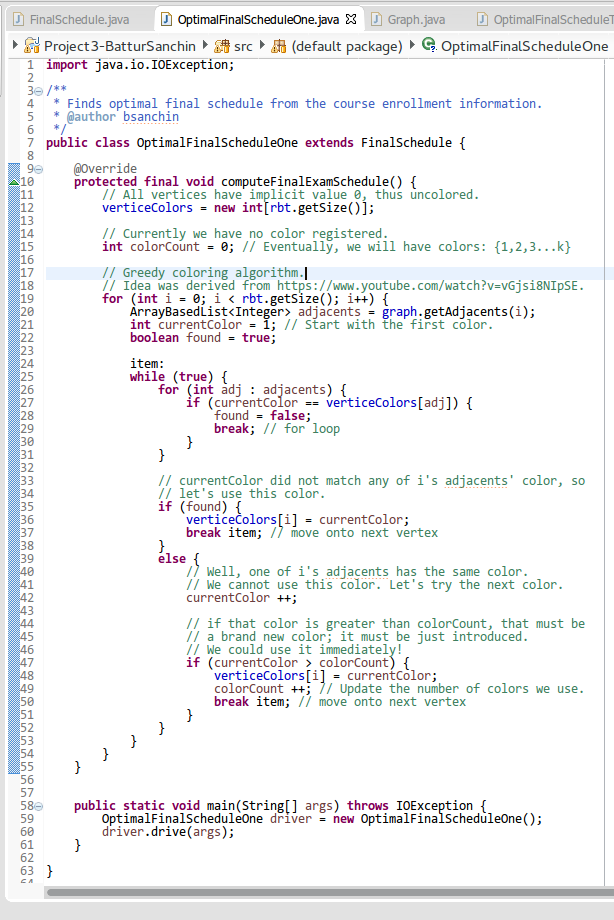 FinalSchedule.java
OptimalFinalScheduleOne.java
Graph.java
OptimalFinalScheduleT
Project3-BatturSanchin
src
(default package)
OptimalFinalScheduleOne
1 import java.io.IOException;
2
3 /**
4  * Finds optimal final schedule from the course enrollment information.
5  * @author bsanchin
6  */
7 public class OptimalFinalScheduleOne extends FinalSchedule {
8
9     @Override
10     protected final void computeFinalExamSchedule() {
11         // All vertices have implicit value 0, thus uncolored.
12         verticeColors = new int[rbt.getSize()];
13
14         // Currently we have no color registered.
15         int colorCount = 0; // Eventually, we will have colors: {1,2,3...k}
16
17         // Greedy coloring algorithm.
18         // Idea was derived from https://www.youtube.com/watch?v=vGjsi8NIpSE.
19         for (int i = 0; i < rbt.getSize(); i++) {
20             ArrayBasedList<Integer> adjacents = graph.getAdjacents(i);
21             int currentColor = 1; // Start with the first color.
22             boolean found = true;
23
24             item:
25             while (true) {
26                 for (int adj : adjacents) {
27                     if (currentColor == verticeColors[adj]) {
28                         found = false;
29                         break; // for loop
30                     }
31                 }
32
33                 // currentColor did not match any of i's adjacents' color, so
34                 // let's use this color.
35                 if (found) {
36                     verticeColors[i] = currentColor;
37                     break item; // move onto next vertex
38                 }
39                 else {
40                     // Well, one of i's adjacents has the same color.
41                     // We cannot use this color. Let's try the next color.
42                     currentColor ++;
43
44                     // if that color is greater than colorCount, that must be
45                     // a brand new color; it must be just introduced.
46                     // We could use it immediately!
47                     if (currentColor > colorCount) {
48                         verticeColors[i] = currentColor;
49                         colorCount ++; // Update the number of colors we use.
50                         break item; // move onto next vertex
51                     }
52                 }
53             }
54         }
55     }
56
57
58     public static void main(String[] args) throws IOException {
59         OptimalFinalScheduleOne driver = new OptimalFinalScheduleOne();
60         driver.drive(args);
61     }
62
63 }
64